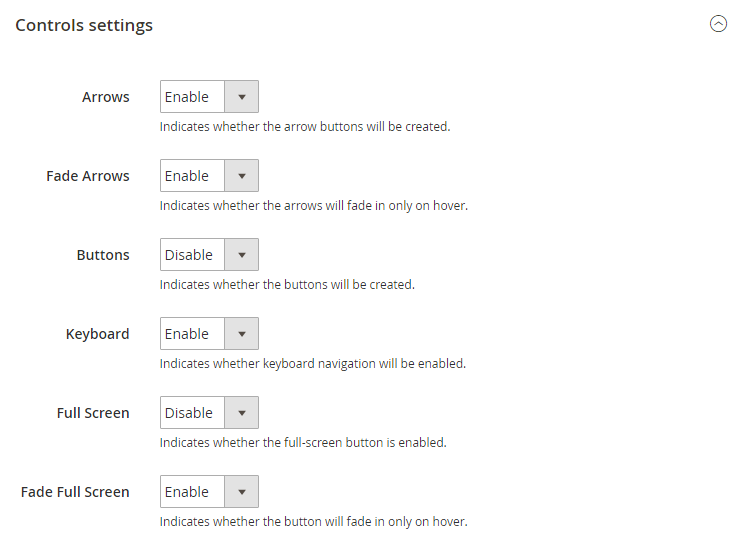 Controls settings
Arrows Enable
Indicates whether the arrow buttons will be created.
Fade Arrows Enable
Indicates whether the arrows will fade in only on hover.
Buttons Disable
Indicates whether the buttons will be created.
Keyboard Enable
Indicates whether keyboard navigation will be enabled.
Full Screen Disable
Indicates whether the full-screen button is enabled.
Fade Full Screen Enable
Indicates whether the button will fade in only on hover.